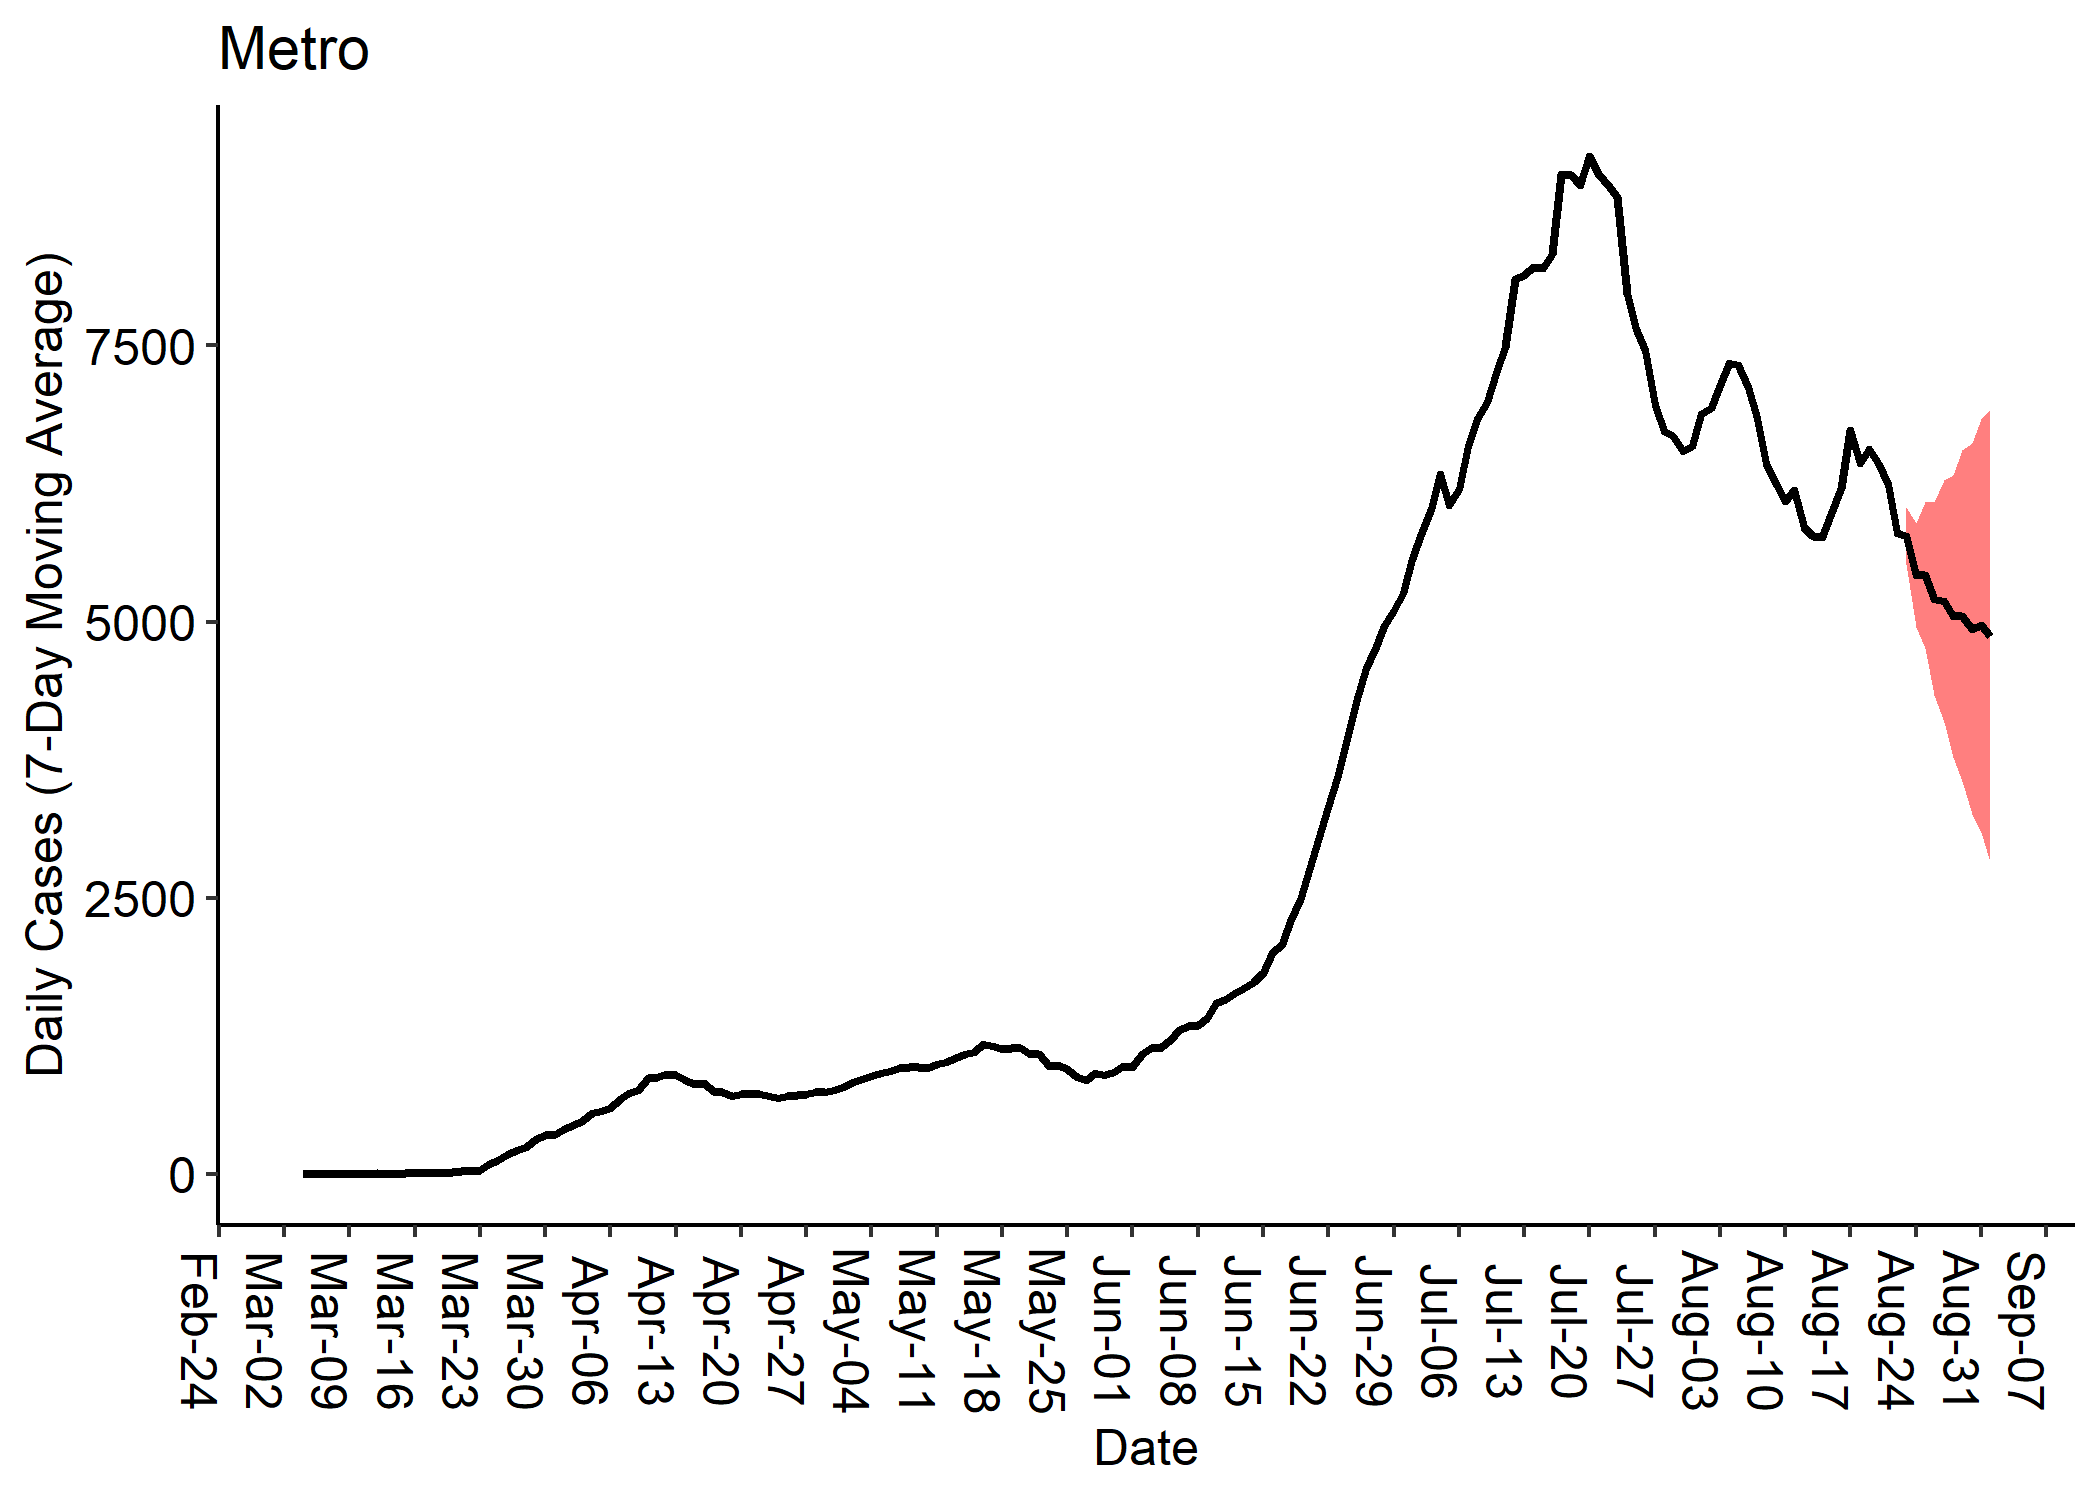 Metro
Daily Cases (7-Day Moving Average)
7500
5000
2500
0
Feb-24
Mar-02
Mar-09
Mar-16
Mar-23
Mar-30
Apr-06
Apr-13
Apr-20
Apr-27
May-04
May-11
May-18
May-25
Jun-01
Jun-08
Jun-15
Jun-22
Jun-29
Jul-06
Jul-13
Jul-20
Jul-27
Aug-03
Aug-10
Aug-17
Aug-24
Aug-31
Sep-07
Date